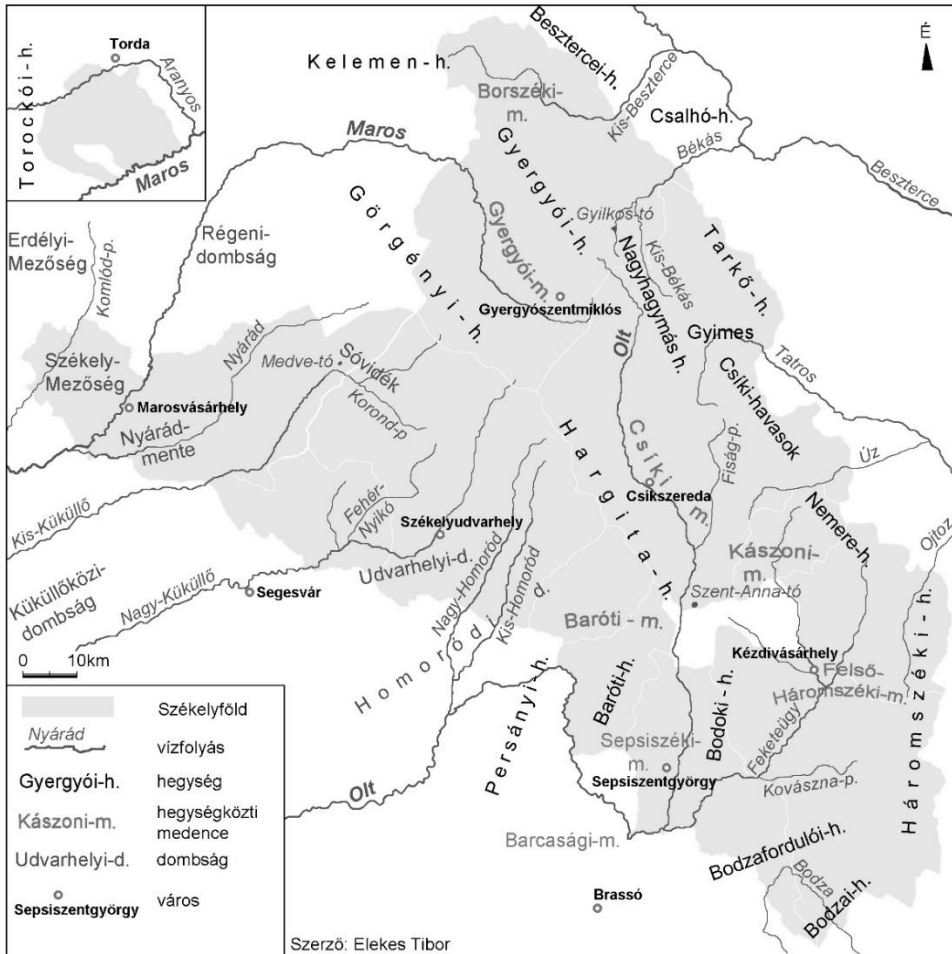 Torda
Aranyos
Torockói-h.
Maros
É
Kelemen-h.
Besztercei-h.
Borszéki-
m.
Kis-Beszterce
Csalhó-h.
Békás
Beszterce
Maros
Gyergyói-h.
Görgényi-h.
Gyergyói-m.
Gyilkos-tó
Kis-Békás
Tarkő-h.
Erdélyi-
Mezőség
Komlód-p.
Régeni-
dombság
Gyergyószentmiklós
Nagyhagymás h.
Olt
Gyimes
Tatros
Székely-
Mezőség
Nyárád
Medve-tó
Sóvidék
Marosvásárhely
Korond-p
Nyárád-
mente
Hargita-h.
Csíki m.
Csíki-havasok
Fiság-p.
Csikszereda
Úz
Kis-Küküllő
Fehér-
Nyikó
Székelyudvarhely
Udvarhelyi-d.
Nagy-Homoród
Kis-Homoród
Homoródi d.
Kászoni-
m.
Nemere-h.
Ojtoz
Szent-Anna-tó
Küküllőközi-
dombság
Nagy-Küküllő
Segesvár
Baróti - m.
Kézdivásárhely
Felső-
Háromszéki-m.
Háromszéki-h.
0 10km
Persányi-h.
Baróti-h.
Bodoki - h.
Feketeügy
Sepsiszéki-
m.
Sepsiszentgyörgy
Kovászna-p.
Olt
Barcasági-m.
Bodzafordulói-h.
Bodza
Bodzai-h.
Brassó
Székelyföld
Nyárád
vízfolyás
Gyergyói-h.
hegység
Kászoni-m.
hegységközti
medence
Udvarhelyi-d.
dombság
Sepsiszentgyörgy
város
Szerző: Elekes Tibor